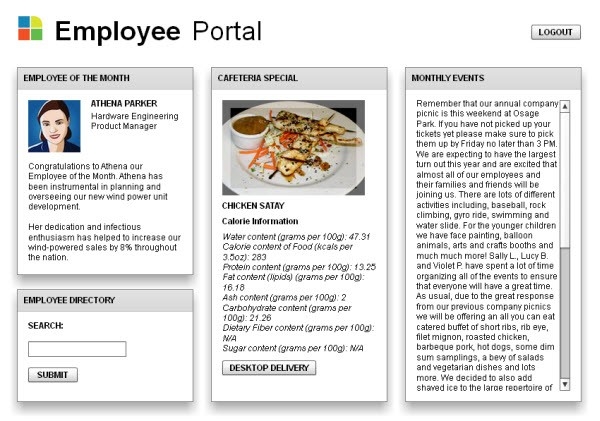 Employee Portal
LOGOUT
EMPLOYEE OF THE MONTH
ATHENA PARKER
Hardware Engineering
Product Manager
Congratulations to Athena our
Employee of the Month. Athena has
been instrumental in planning and
overseeing our new wind power unit
development.
Her dedication and infectious
enthusiasm has helped to increase our
wind-powered sales by 8% throughout
the nation.
EMPLOYEE DIRECTORY
SEARCH:
SUBMIT
CAFETERIA SPECIAL
CHICKEN SATAY
Calorie Information
Water content (grams per 100g): 47.31
Calorie content of Food (kcals per
3.5oz): 283
Protein content (grams per 100g): 13.25
Fat content (lipids) (grams per 100g):
16.18
Ash content (grams per 100g): 2
Carbohydrate content (grams per
100g): 21.26
Dietary Fiber content (grams per 100g):
N/A
Sugar content (grams per 100g): N/A
DESKTOP DELIVERY
MONTHLY EVENTS
Remember that our annual company
picnic is this weekend at Osage
Park. If you have not picked up your
tickets yet please make sure to pick
them up by Friday no later than 3 PM.
We are expecting to have the largest
turn out this year and are excited that
almost all of our employees and
their families and friends will be
joining us. There are lots of different
activities including, baseball, rock
climbing, gyro ride, swimming and
water slide. For the younger children
we have face painting, balloon
animals, arts and crafts booths and
much much more! Sally L., Lucy B.
and Violet P. have spent a lot of time
organizing all of the events to ensure
that everyone will have a great time.
As usual, due to the great response
from our previous company picnics
we will be offering an all you can eat
catered buffet of short ribs, rib eye,
filet mignon, roasted chicken,
barbeque pork, hot dogs, some dim
sum samplings, a bevy of salads
and vegetarian dishes and lots
more. We decided to also add
shaved ice to the large repertoire of